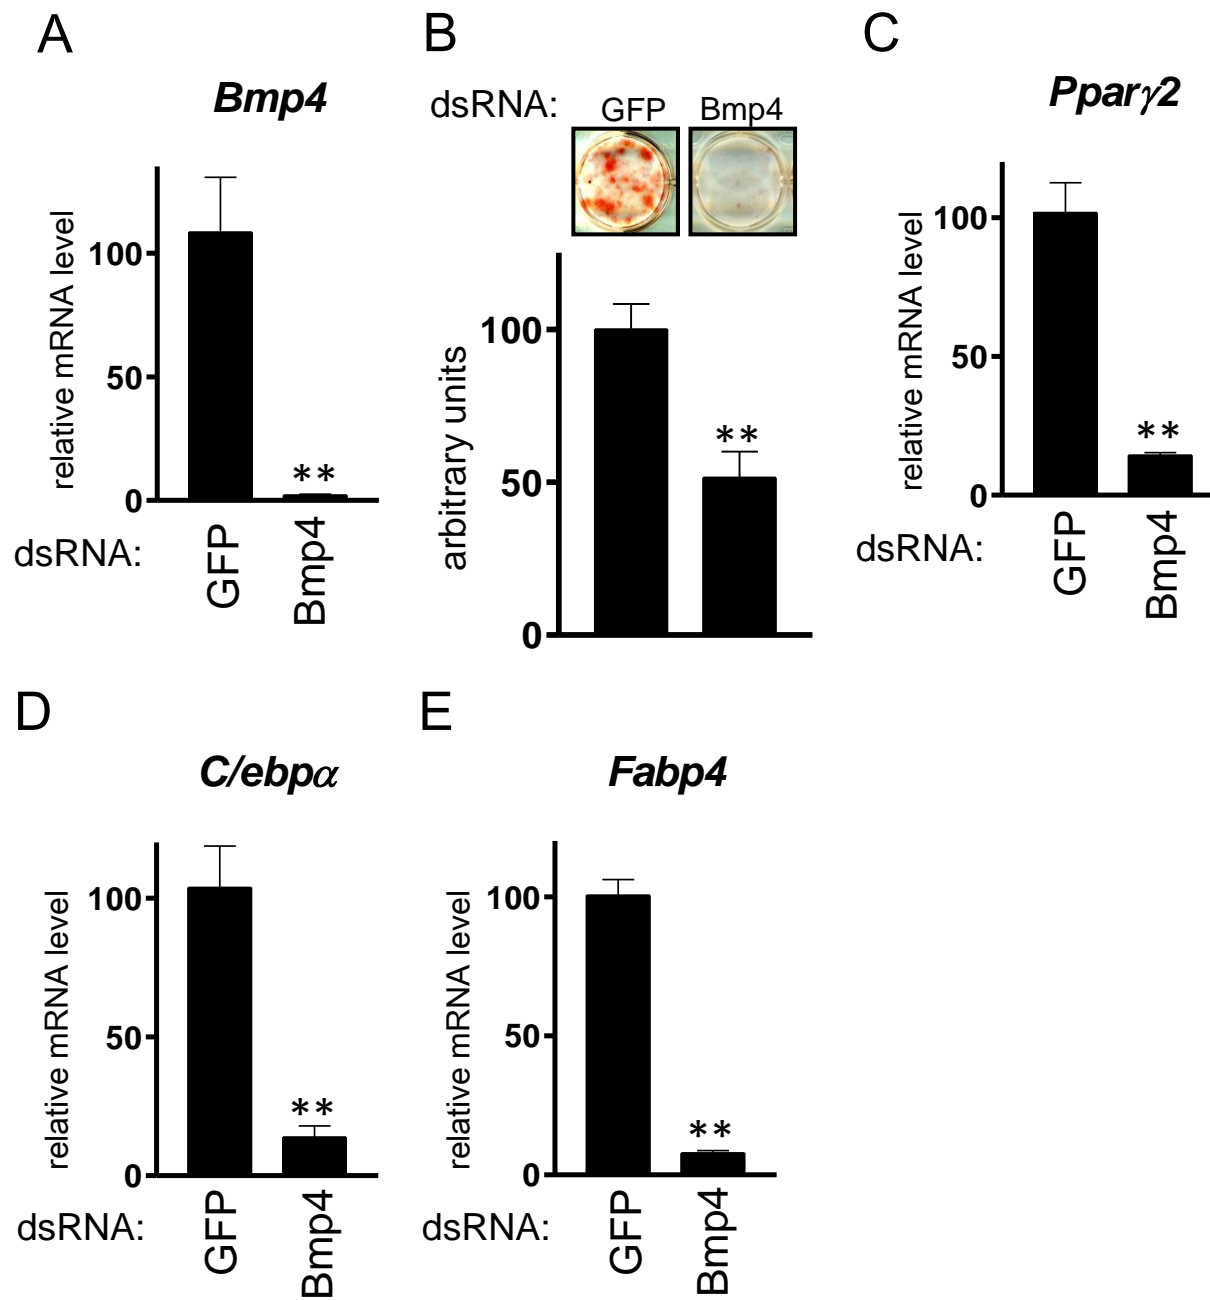 A
Bmp4
relative mRNA level
100
50
0
**
dsRNA:
GFP
Bmp4
B
dsRNA:
GFP
Bmp4
arbitrary units
100
50
0
**
C
Pparγ2
relative mRNA level
100
50
0
**
dsRNA:
GFP
Bmp4
D
C/ebpα
relative mRNA level
100
50
0
**
dsRNA:
GFP
Bmp4
E
Fabp4
relative mRNA level
100
50
0
**
dsRNA:
GFP
Bmp4